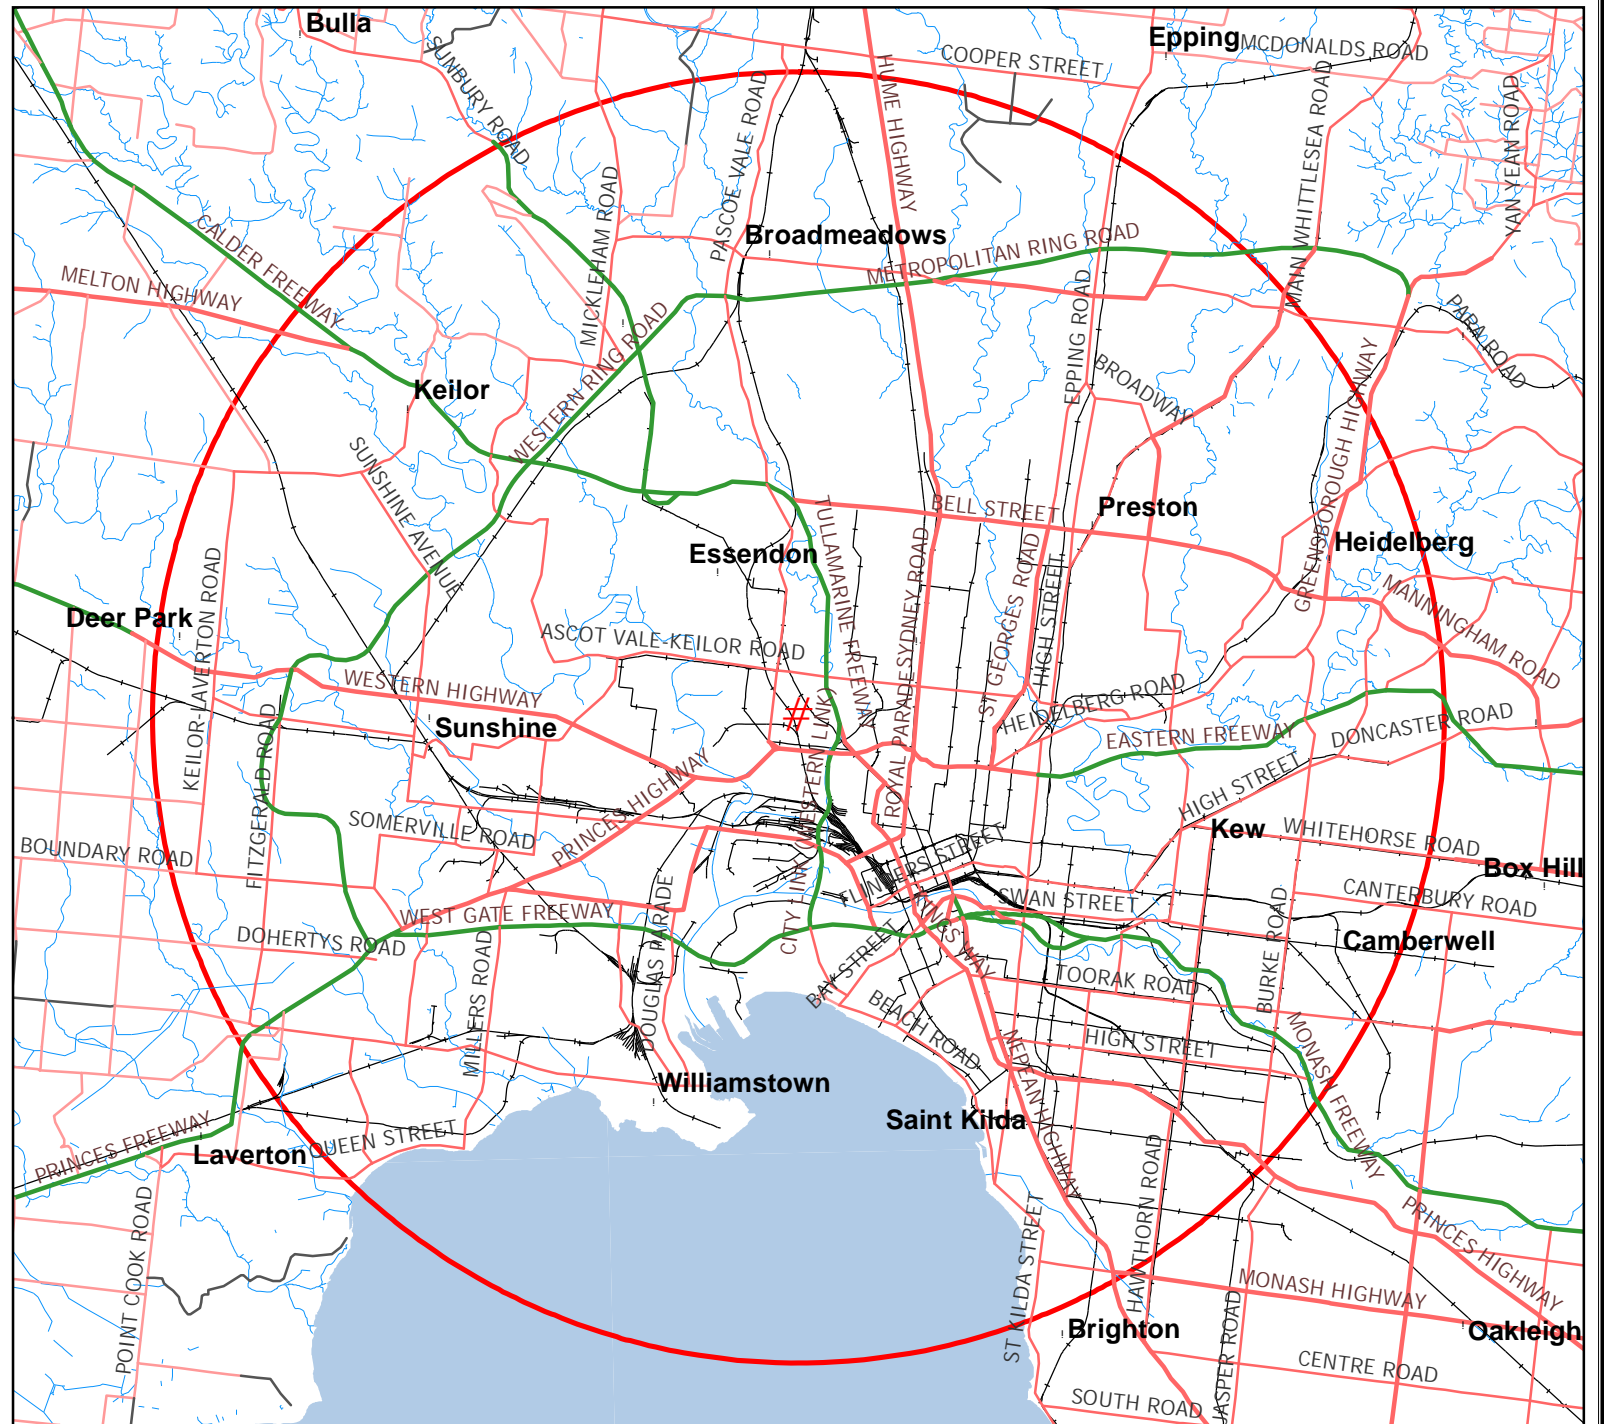 Bulla
Epping
MCDONALDS ROAD
COOPER STREET
SUNBURY ROAD
HUME HIGHWAY
PASCOE VALE ROAD
MAIN WHITTLESEA ROAD
YAN YEAN ROAD
MICKLEHAM ROAD
Broadmeadows
METROPOLITAN RING ROAD
CALDER FREEWAY
MELTON HIGHWAY
WESTERN RING ROAD
EPPING ROAD
PARA ROAD
BROADWAY
Keilor
GREENSBOROUGH HIGHWAY
SUNSHINE AVENUE
TULLAMARINE FREEWAY
BELL STREET
Preston
Heidelberg
Essendon
SYDNEY ROAD
ST GEORGES ROAD
HIGH STREET
MANNINGHAM ROAD
Deer Park
KEILOR-LAVERTON ROAD
ASCOT VALE-KEILOR ROAD
WESTERN HIGHWAY
HEIDELBERG ROAD
Sunshine
FITZGERALD ROAD
ROYAL PARADE
EASTERN FREEWAY
DONCASTER ROAD
HIGH STREET
PRINCES HIGHWAY
CITY LINK (WESTERN LINK)
SOMERVILLE ROAD
Kew
WHITEHORSE ROAD
BOUNDARY ROAD
FLINDERS STREET
Box Hill
CANTERBURY ROAD
SWAN STREET
WEST GATE FREEWAY
DOUGLAS PARADE
KINGS WAY
BURKE ROAD
Camberwell
DOHERTYS ROAD
BAY STREET
TOORAK ROAD
MILLERS ROAD
BEACH ROAD
HIGH STREET
MONASH FREEWAY
NEPEAN HIGHWAY
Williamstown
Saint Kilda
PRINCES FREEWAY
Laverton
QUEEN STREET
POINT COOK ROAD
HAWTHORN ROAD
ST KILDA STREET
PRINCES HIGHWAY
MONASH HIGHWAY
Brighton
Oakleigh
JASPER ROAD
CENTRE ROAD
SOUTH ROAD